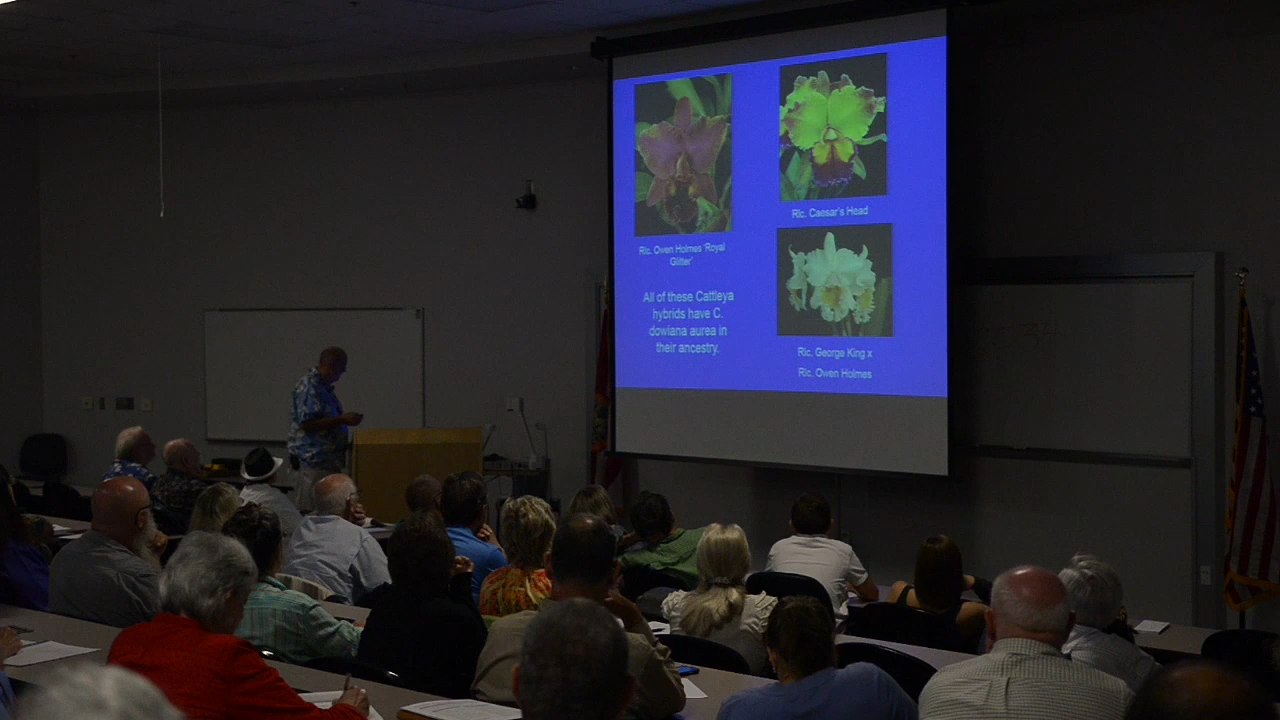 Rlc. Owen Holmes 'Royal
Glitter'
All of these Cattleya
hybrids have C.
dowiana aurea in
their ancestry.
Rlc. Caesar's Head
Rlc. George King x
Rlc. Owen Holmes